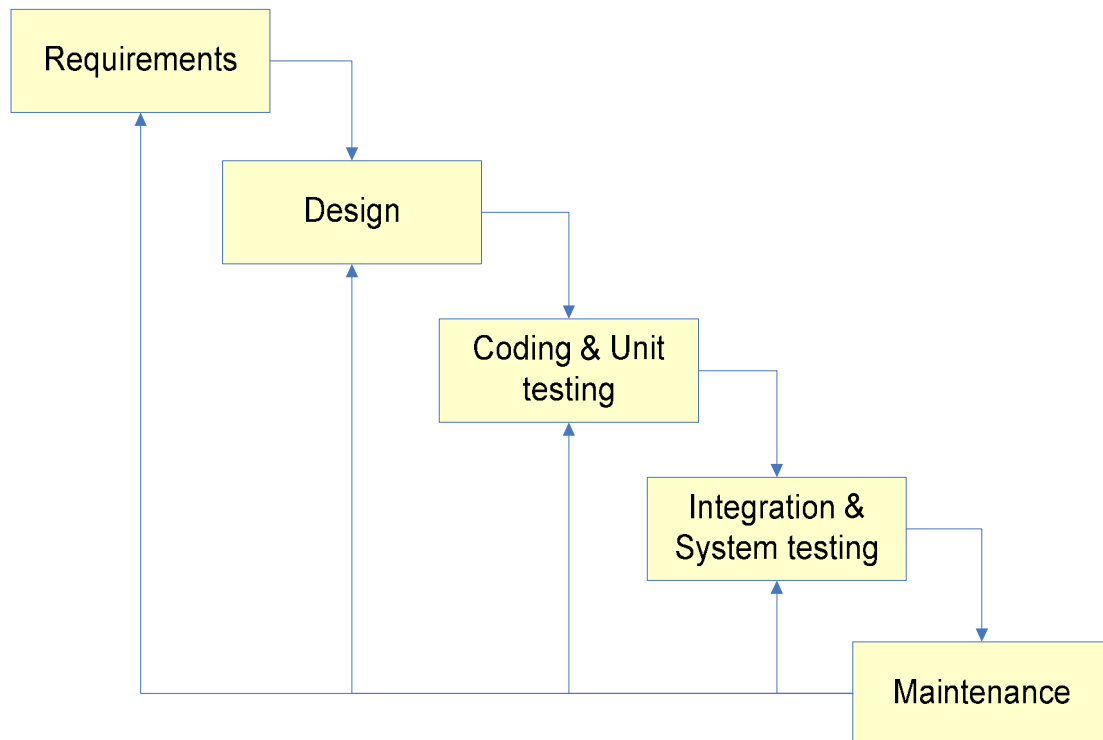 Requirements
Design
Coding & Unit
testing
Integration &
System testing
Maintenance